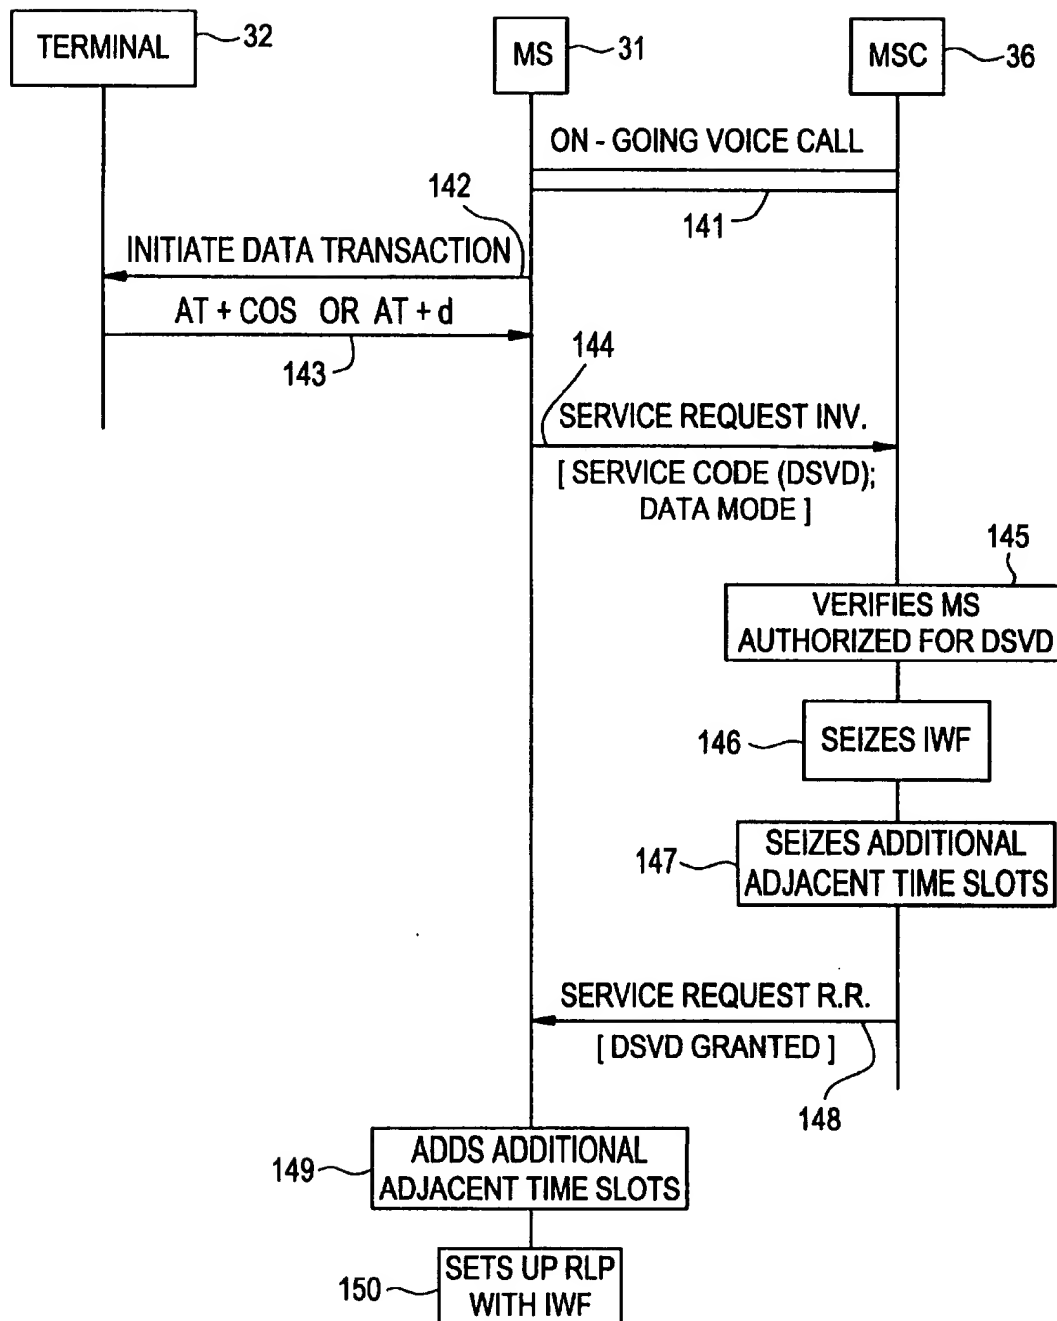 TERMINAL
32
MS
31
MSC
36
ON - GOING VOICE CALL
141
142
INITIATE DATA TRANSACTION
AT + COS OR AT + d
143
144
SERVICE REQUEST INV.
[ SERVICE CODE (DSVD);
DATA MODE ]
145
VERIFIES MS
AUTHORIZED FOR DSVD
146
SEIZES IWF
147
SEIZES ADDITIONAL
ADJACENT TIME SLOTS
SERVICE REQUEST R.R.
[ DSVD GRANTED ]
148
149
ADDS ADDITIONAL
ADJACENT TIME SLOTS
150
SETS UP RLP
WITH IWF